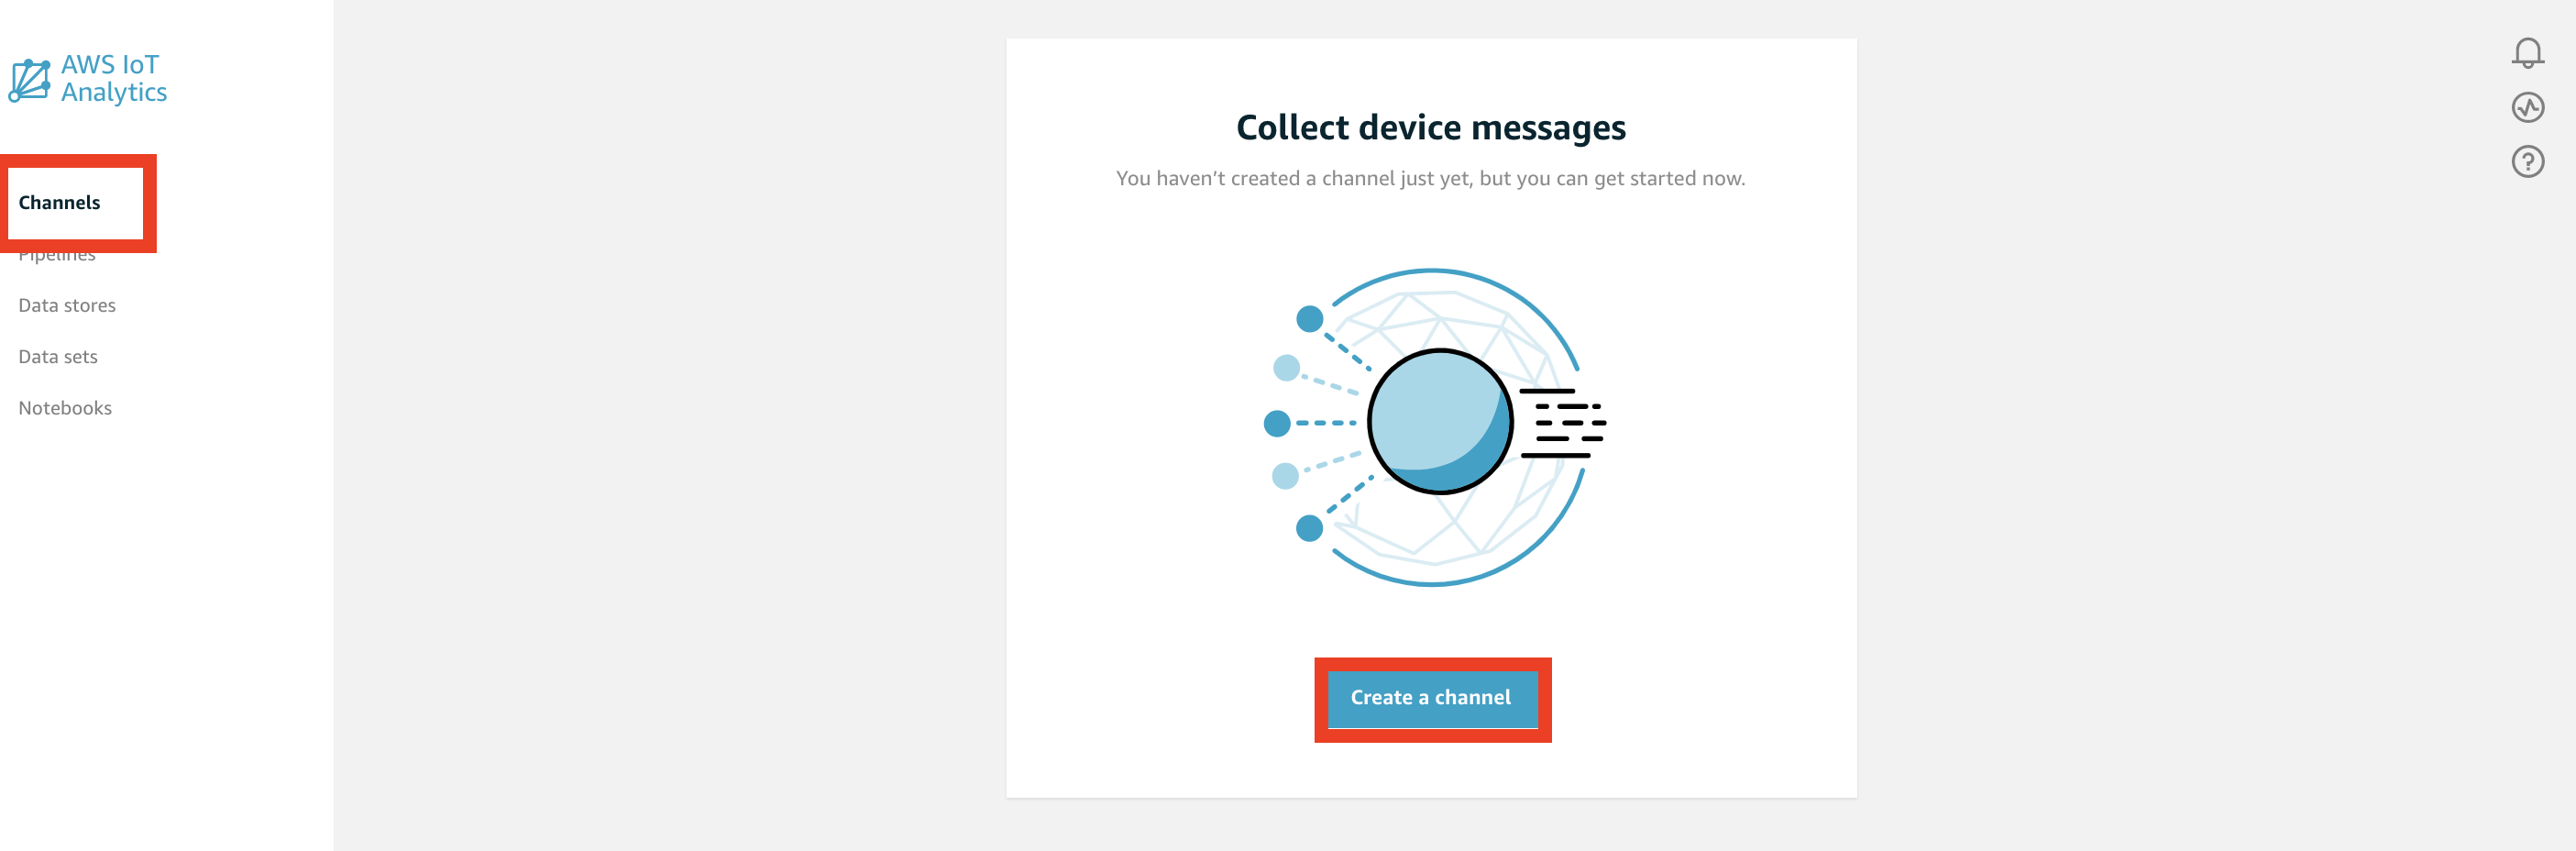 AWS IoT
Analytics
Channels
Pipelines
Data stores
Data sets
Notebooks
Collect device messages
You haven’t created a channel just yet, but you can get started now.
Create a channel
?